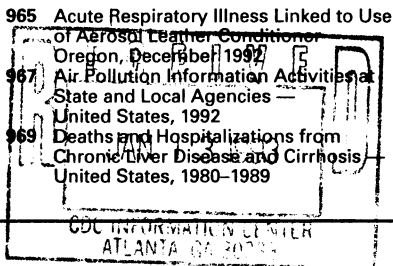 965 Acute Respiratory Illness Linked to Use
of Aerosol Leather Conditioner —
Oregon, December 1992
967 Air Pollution Information Activities at
State and Local Agencies —
United States, 1992
969 Deaths and Hospitalizations from
Chronic Liver Disease and Cirrhosis —
United States, 1980–1989
CDC INFORMATION CENTER
ATLANTA, GA